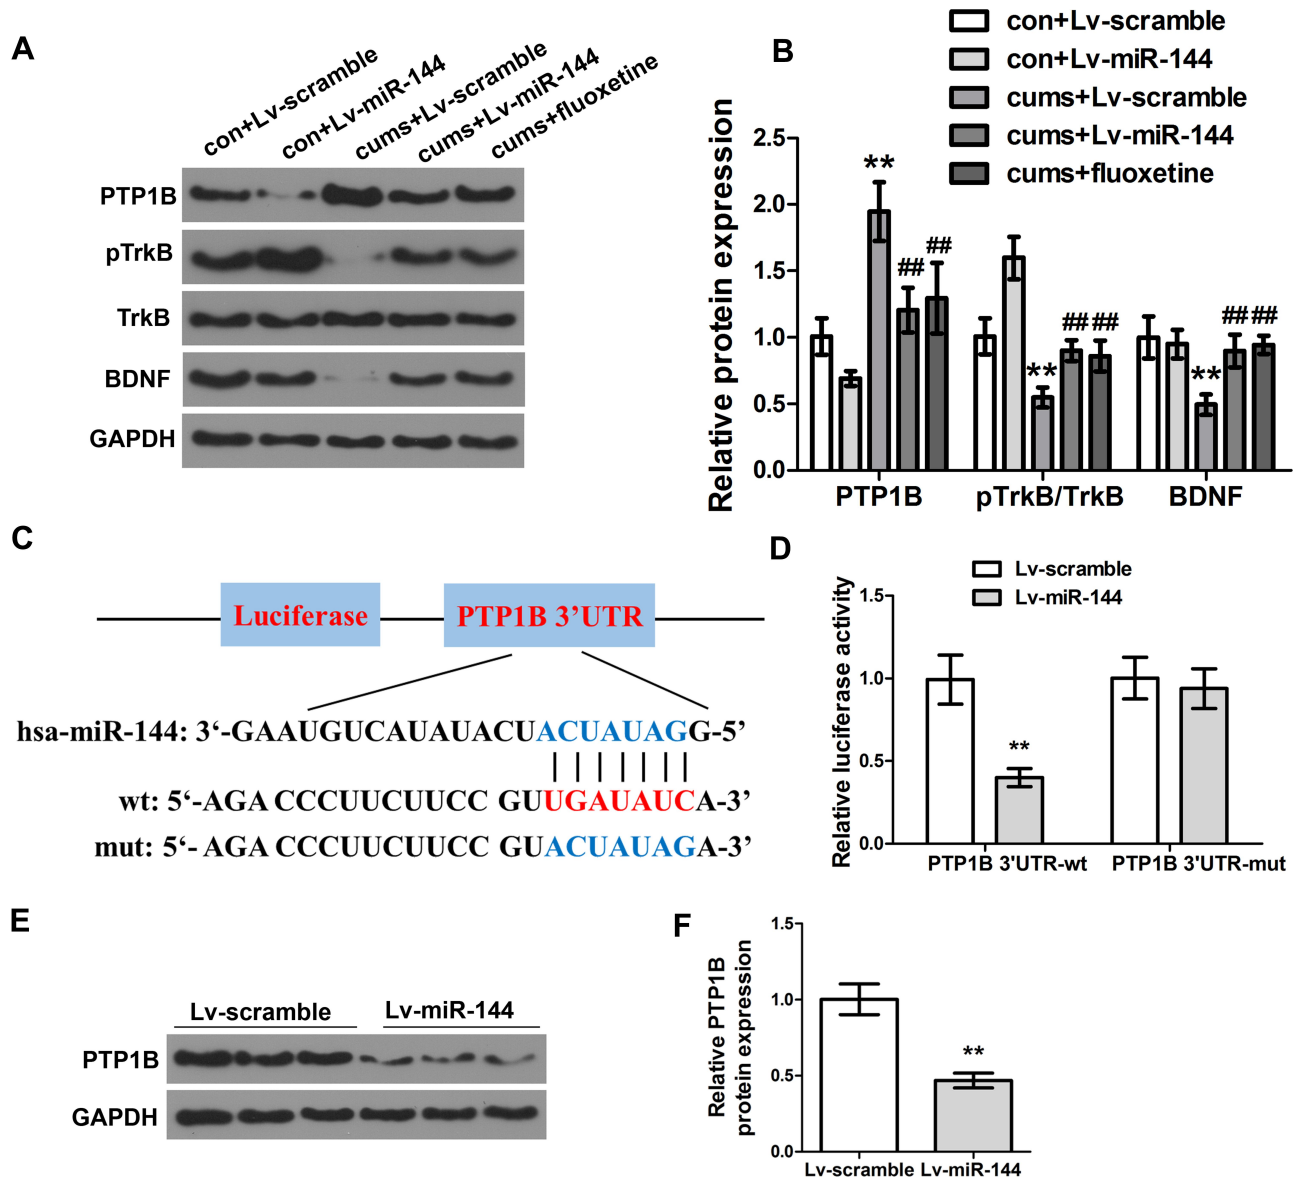 A
con+Lv-scramble
con+Lv-miR-144
cums+Lv-scramble
cums+Lv-miR-144
cums+fluoxetine
PTP1B
pTrkB
TrkB
BDNF
GAPDH
B
con+Lv-scramble
con+Lv-miR-144
cums+Lv-scramble
cums+Lv-miR-144
cums+fluoxetine
Relative protein expression
2.5
2.0
1.5
1.0
0.5
0.0
**
##
##
**
##
##
**
##
##
PTP1B
pTrkB/TrkB
BDNF
C
Luciferase
PTP1B 3’UTR
hsa-miR-144: 3‘-GAAUGUCAUAUACUACUAUAGG-5’
wt: 5‘-AGA CCCUUCUUCC GUUGAUAUCA-3’
mut: 5‘- AGA CCCUUCUUCC GUACUAUAGA-3’
D
Lv-scramble
Lv-miR-144
Relative luciferase activity
1.5
1.0
0.5
0.0
**
PTP1B 3'UTR-wt
PTP1B 3'UTR-mut
E
Lv-scramble
Lv-miR-144
PTP1B
GAPDH
F
Relative PTP1B
protein expression
1.5
1.0
0.5
0.0
**
Lv-scramble
Lv-miR-144